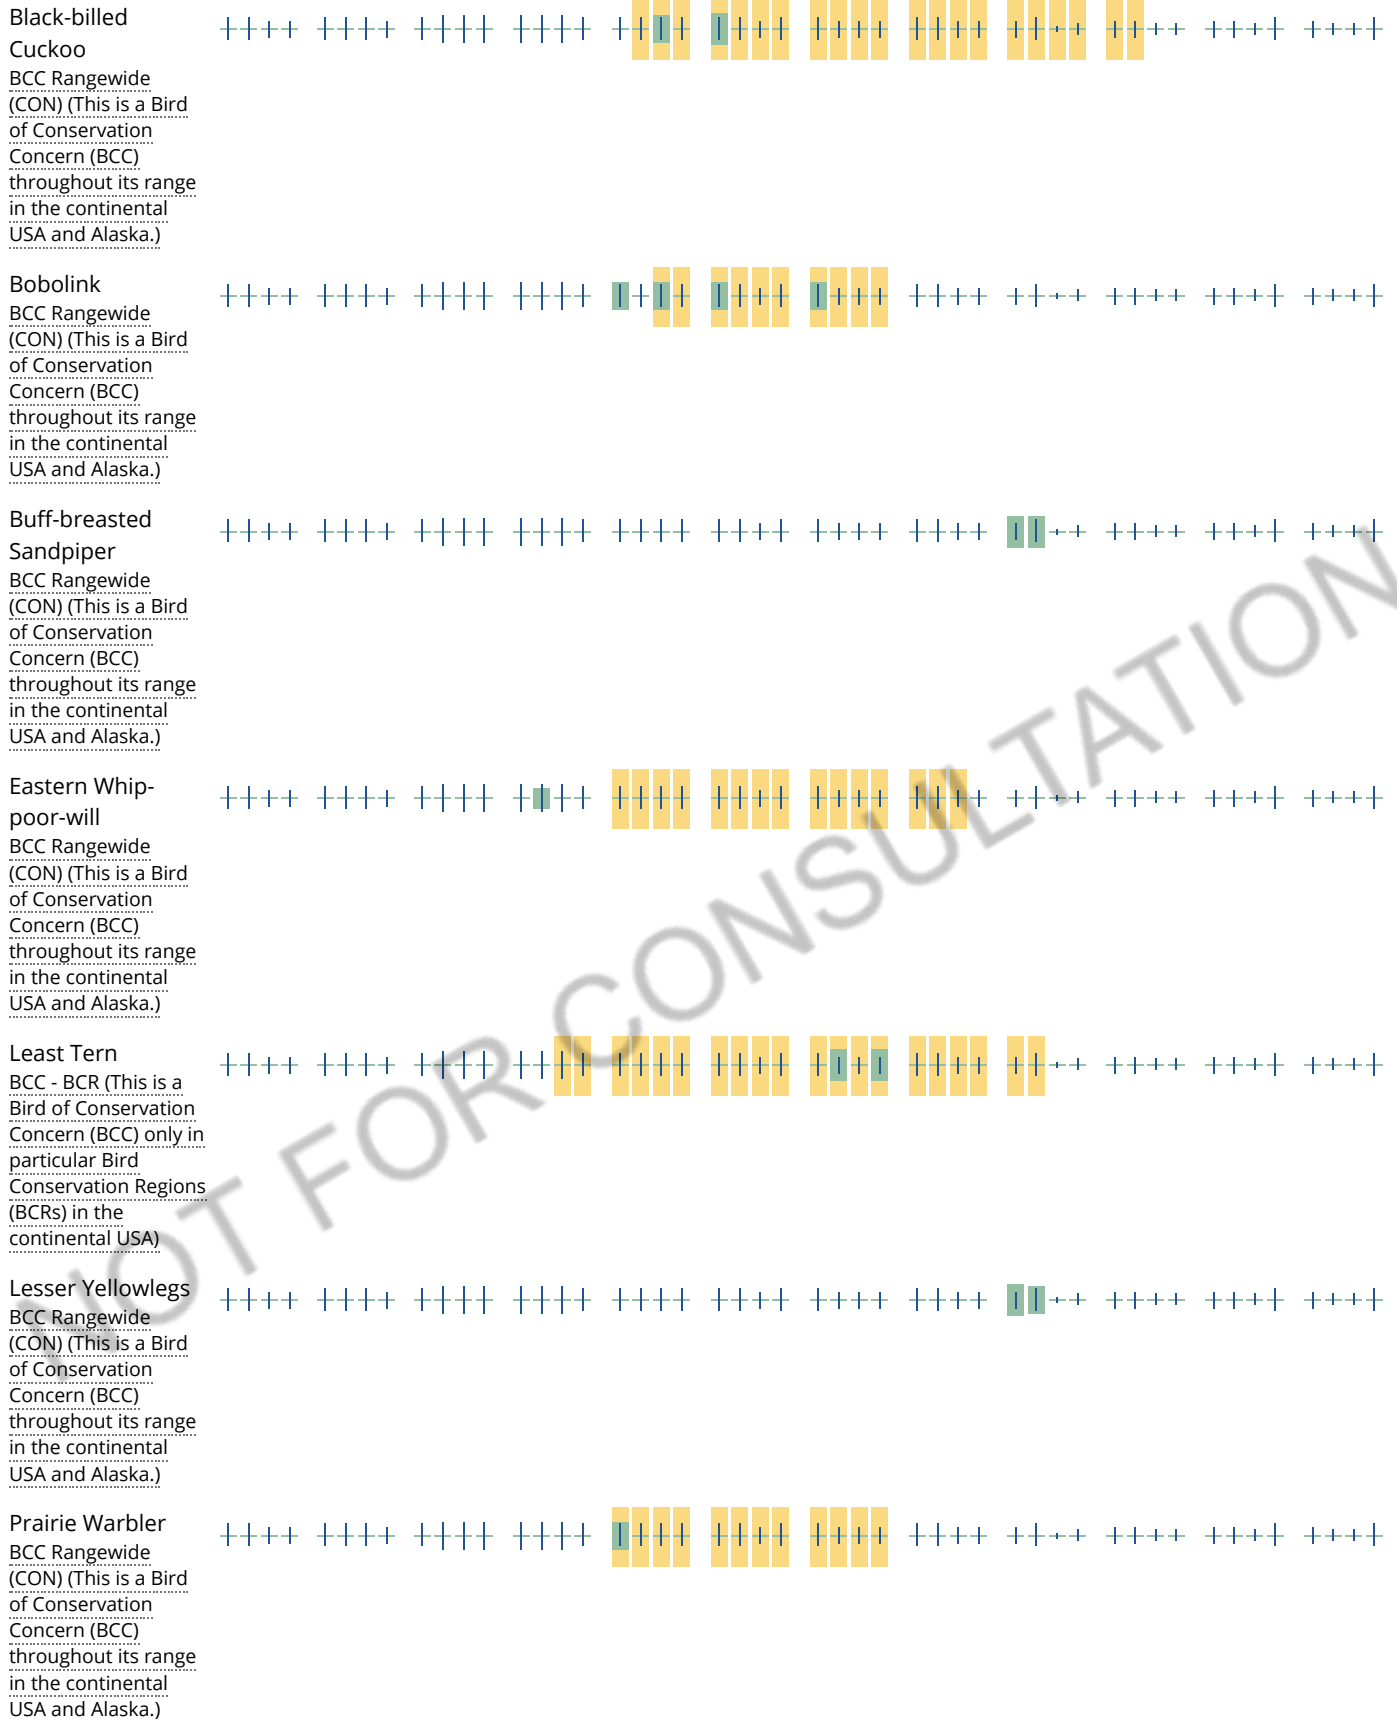 Black-billed
Cuckoo
BCC Rangewide
(CON) (This is a Bird
of Conservation
Concern (BCC)
throughout its range
in the continental
USA and Alaska.)
Bobolink
BCC Rangewide
(CON) (This is a Bird
of Conservation
Concern (BCC)
throughout its range
in the continental
USA and Alaska.)
Buff-breasted
Sandpiper
BCC Rangewide
(CON) (This is a Bird
of Conservation
Concern (BCC)
throughout its range
in the continental
USA and Alaska.)
Eastern Whip-
poor-will
BCC Rangewide
(CON) (This is a Bird
of Conservation
Concern (BCC)
throughout its range
in the continental
USA and Alaska.)
Least Tern
BCC - BCR (This is a
Bird of Conservation
Concern (BCC) only in
particular Bird
Conservation Regions
(BCRs) in the
continental USA)
Lesser Yellowlegs
BCC Rangewide
(CON) (This is a Bird
of Conservation
Concern (BCC)
throughout its range
in the continental
USA and Alaska.)
Prairie Warbler
BCC Rangewide
(CON) (This is a Bird
of Conservation
Concern (BCC)
throughout its range
in the continental
USA and Alaska.)
NOT FOR CONSULTATION